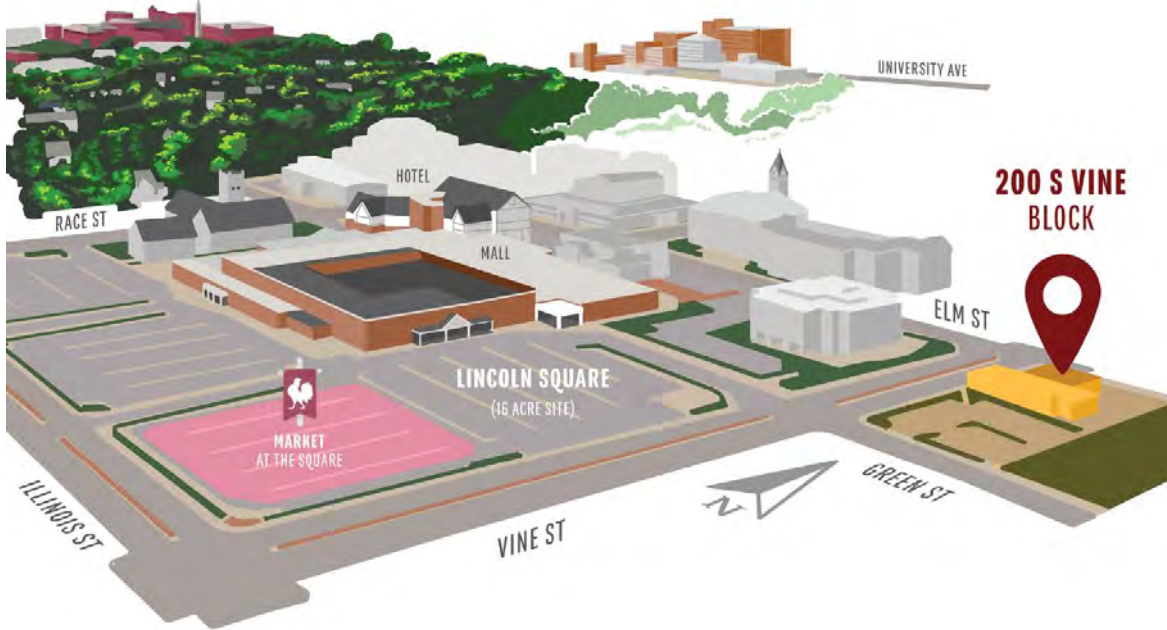 UNIVERSITY AVE
HOTEL
200 S VINE
BLOCK
RACE ST
MALL
ELM ST
LINCOLN SQUARE
(16 ACRE SITE)
MARKET
AT THE SQUARE
GREEN ST
ILLINOIS ST
N
VINE ST